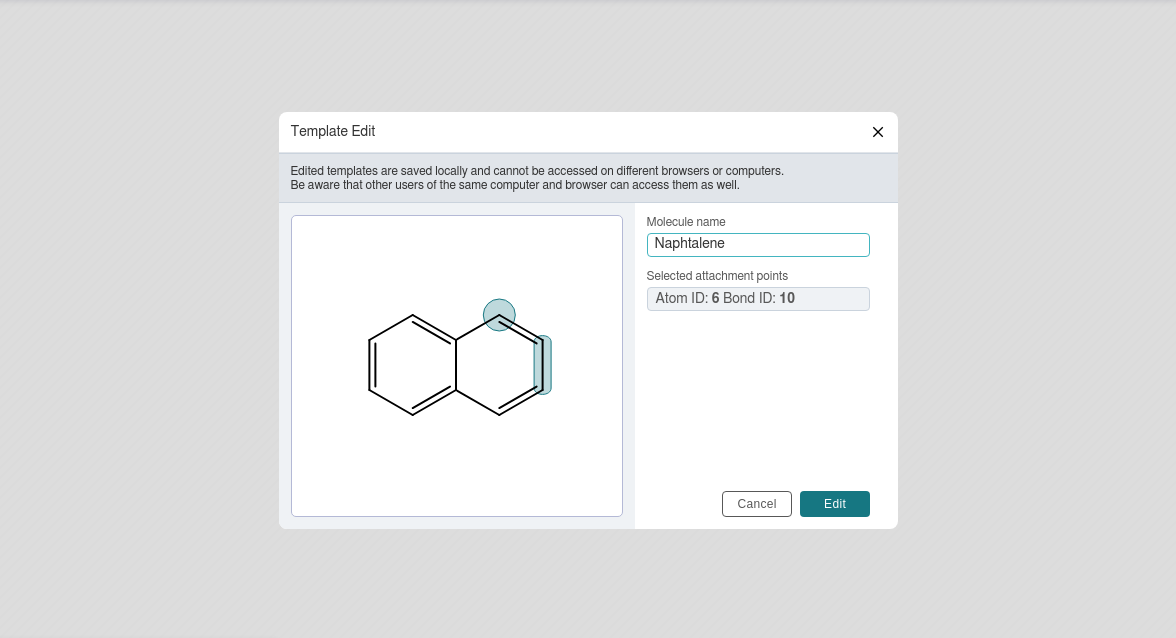 Template Edit
Edited templates are saved locally and cannot be accessed on different browsers or computers.
Be aware that other users of the same computer and browser can access them as well.
Molecule name
Naphtalene
Selected attachment points
Atom ID: 6 Bond ID: 10
Cancel
Edit